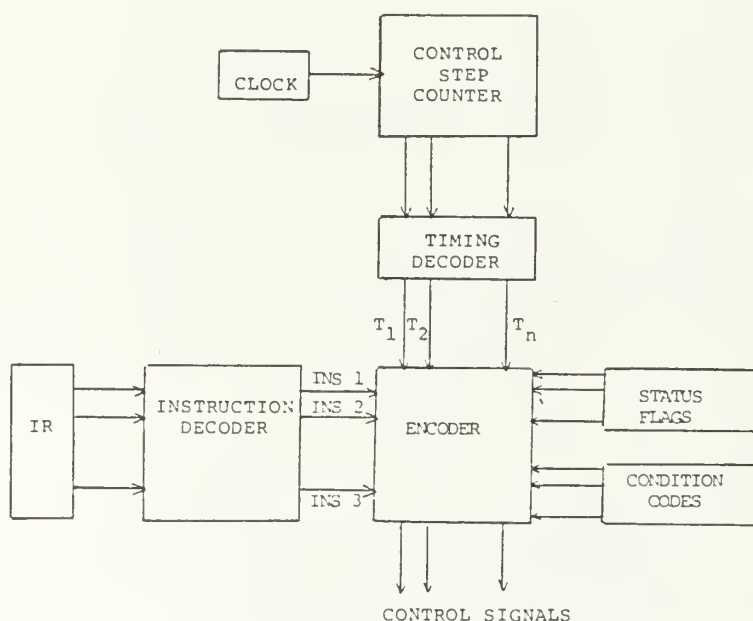 CONTROL
STEP
COUNTER
CLOCK
TIMING
DECODER
T1 T2 Tn
IR
INSTRUCTION
DECODER
INS 1
INS 2
INS 3
ENCODER
STATUS
FLAGS
CONDITION
CODES
CONTROL SIGNALS